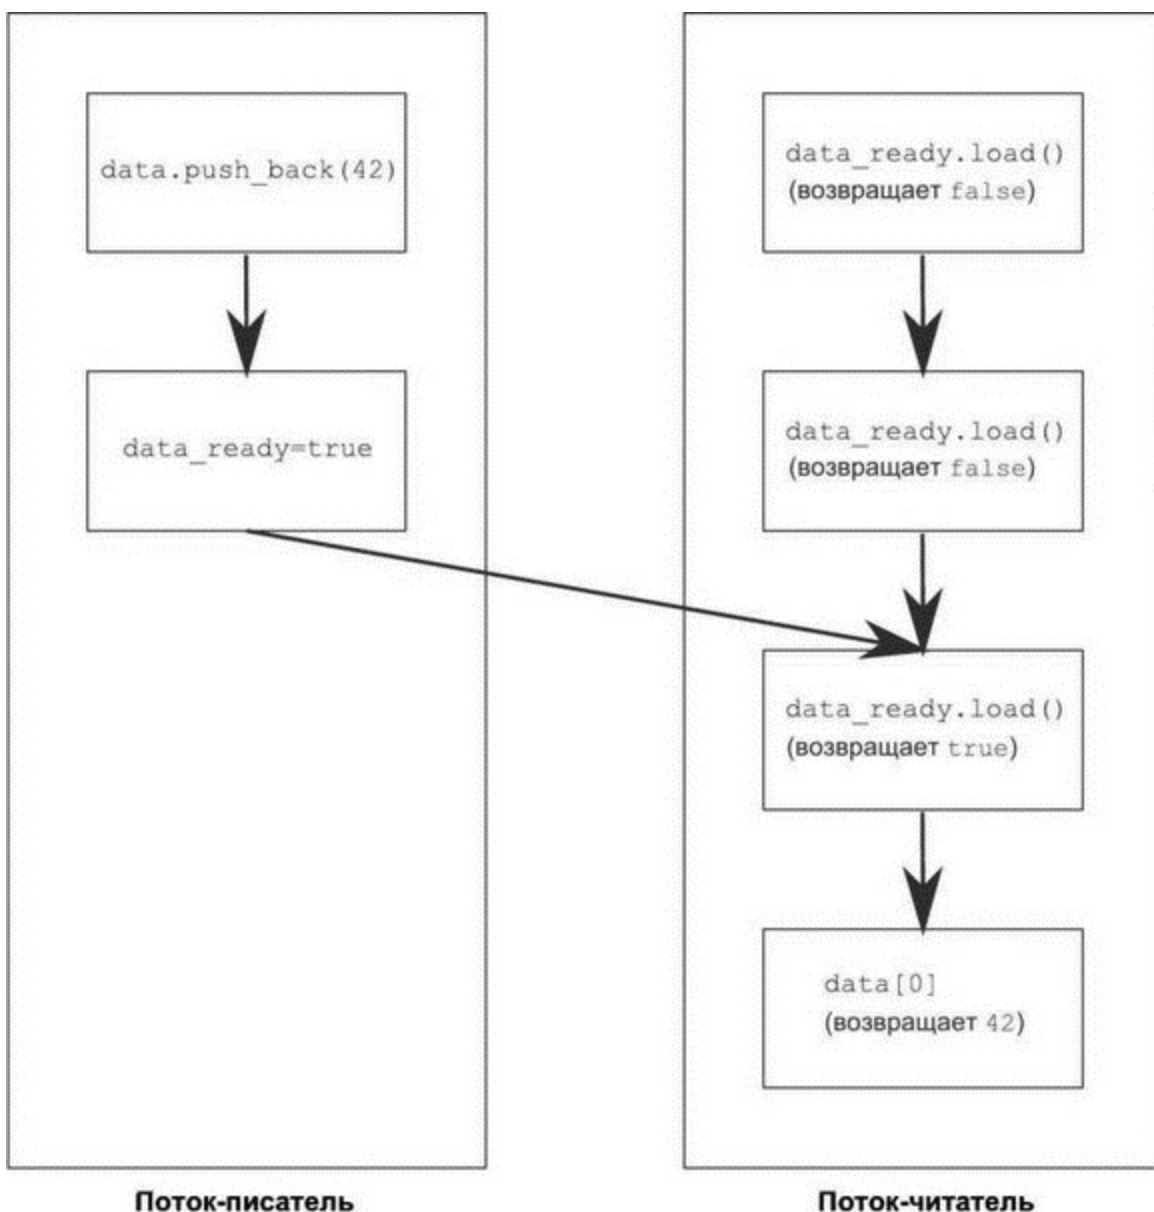 data.push_back(42)
data_ready=true
data_ready.load()
(возвращает false)
data_ready.load()
(возвращает false)
data_ready.load()
(возвращает true)
data[0]
(возвращает 42)
Поток-писатель
Поток-читатель